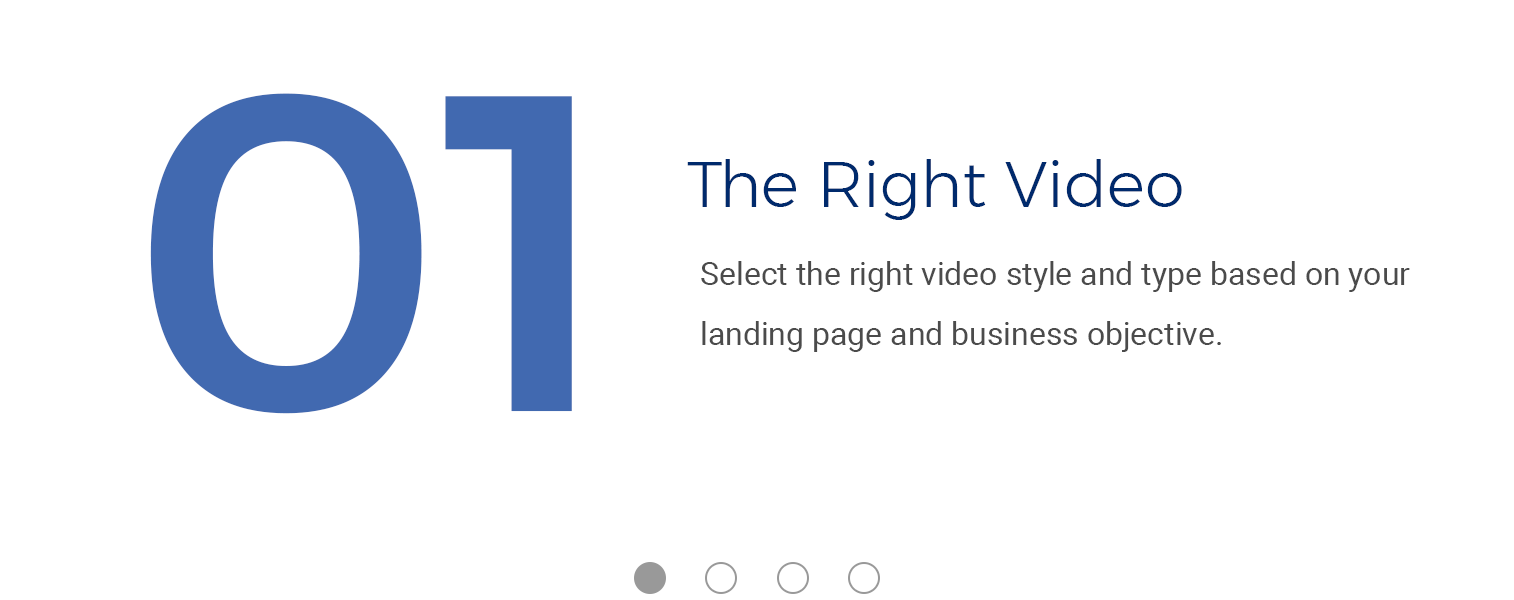 01
The Right Video
Select the right video style and type based on your
landing page and business objective.